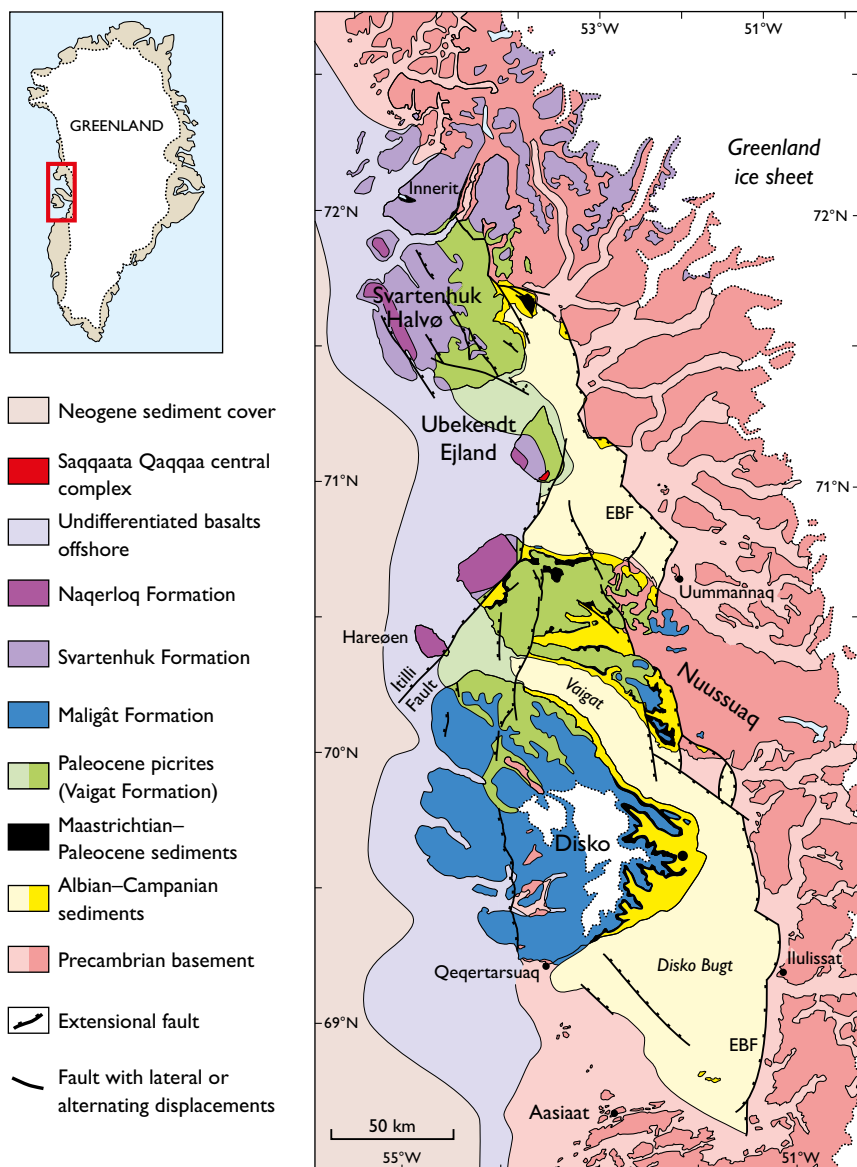 GREENLAND
Neogene sediment cover
Saqqaata Qaqqaa central
complex
Undifferentiated basalts
offshore
Naqerloq Formation
Svartenhuk Formation
Maligât Formation
Paleocene picrites
(Vaigat Formation)
Maastrichtian–
Paleocene sediments
Albian–Campanian
sediments
Precambrian basement
Extensional fault
Fault with lateral or
alternating displacements
53°W
51°W
Greenland
ice sheet
Innerit
72°N
72°N
Svartenhuk
Halvø
Ubekendt
Ejland
71°N
71°N
EBF
Uummannaq
Hareøen
Nuussuaq
Itilli
Fault
Vaigat
70°N
70°N
Disko
Qeqertarsuaq
Disko Bugt
Ilulissat
69°N
69°N
EBF
Aasiaat
50 km
55°W
51°W